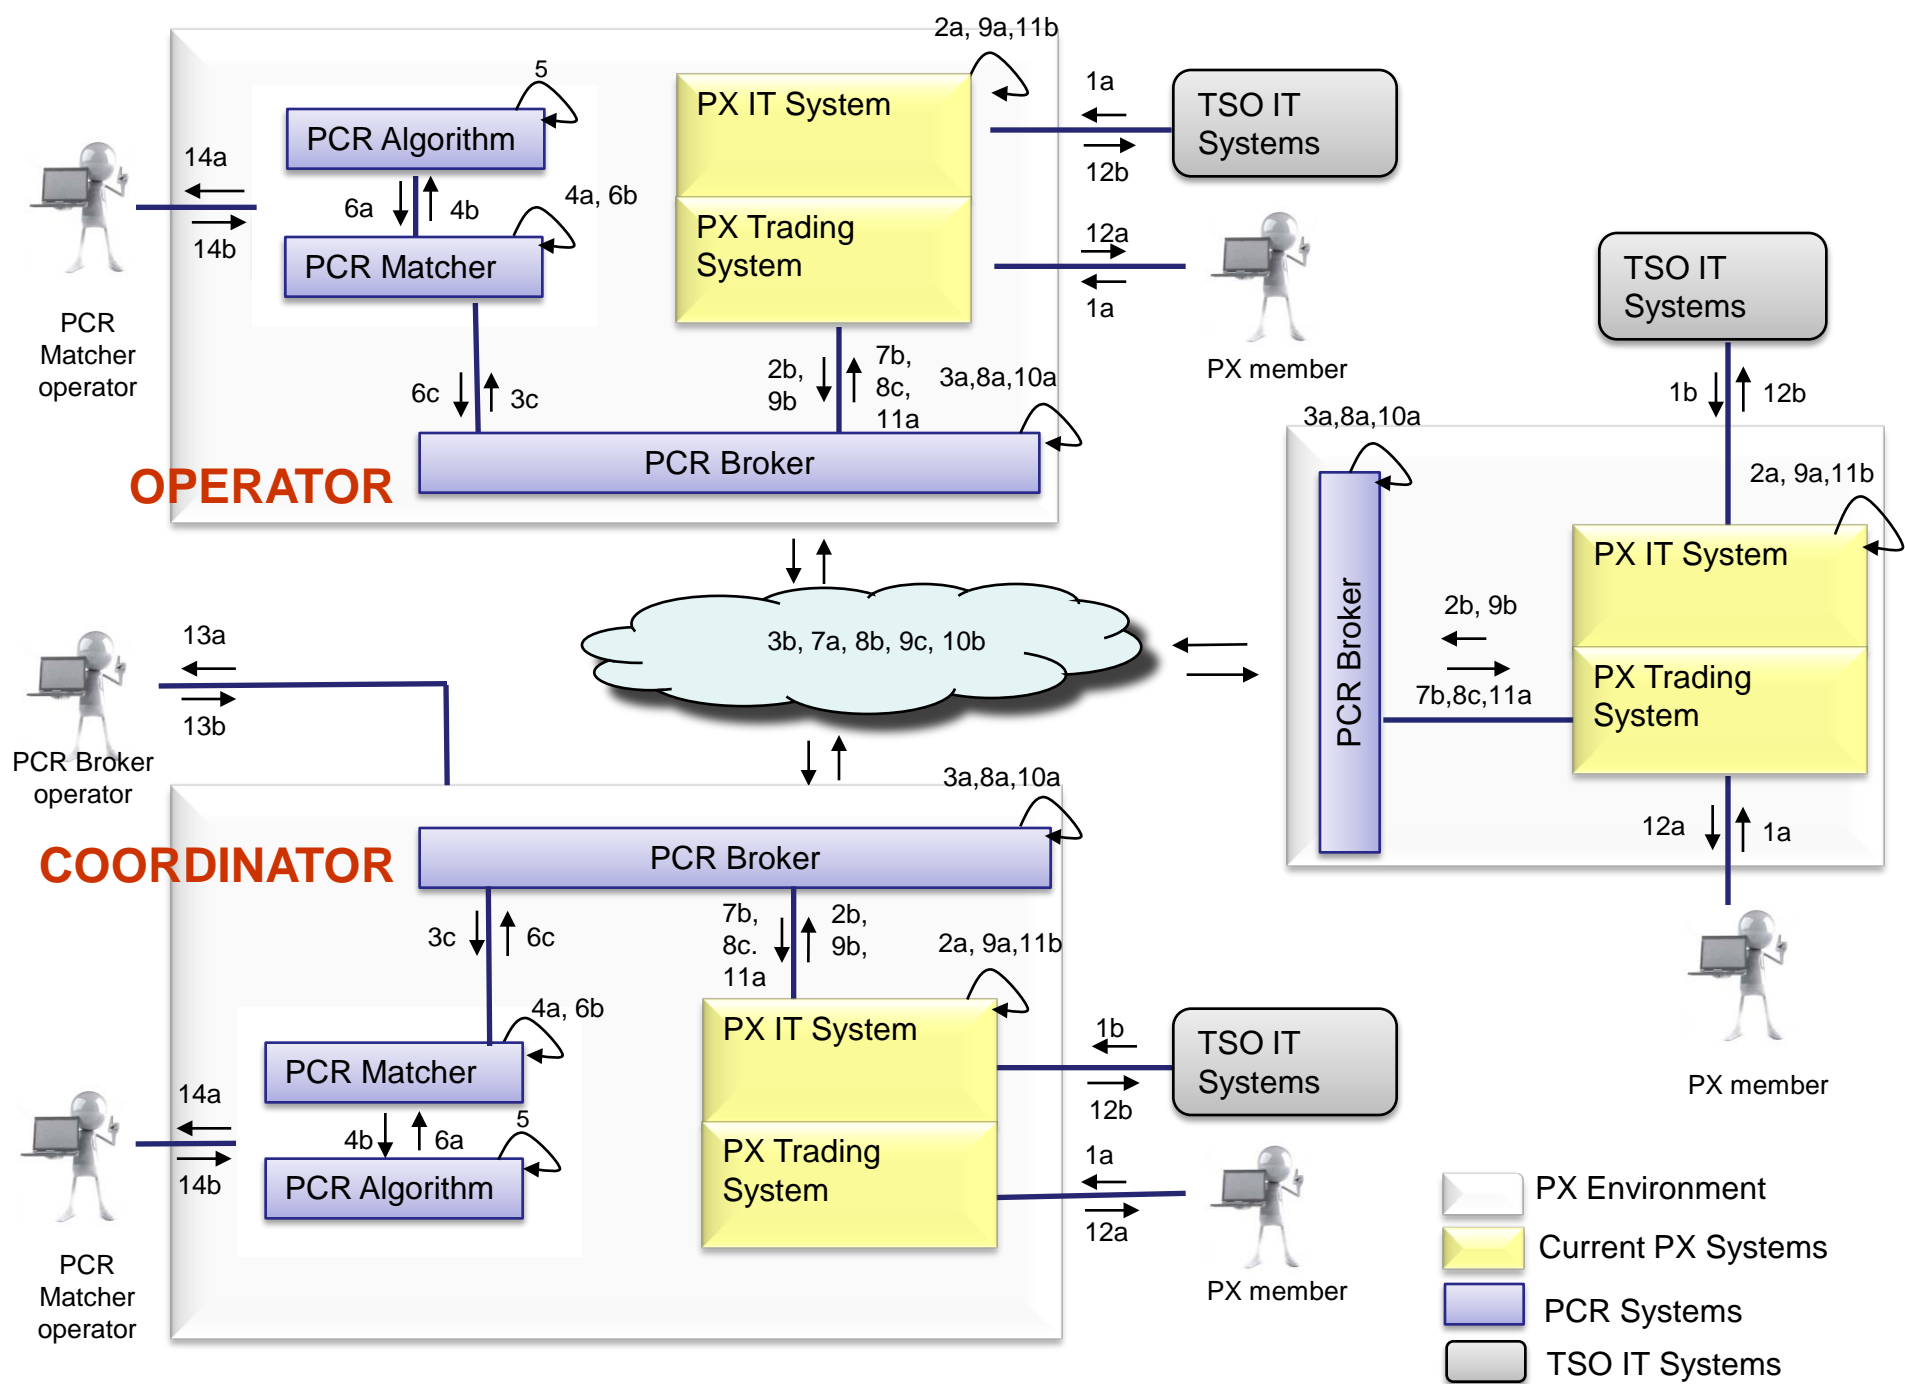 2a, 9a,11b
5
1a
PX IT System
TSO IT
Systems
PCR Algorithm
14a
12b
4a, 6b
6a
4b
PX Trading
System
12a
14b
PCR Matcher
TSO IT
Systems
1a
PCR
Matcher
operator
7b,
8c,
11a
2b,
9b
PX member
3a,8a,10a
6c
3c
1b
12b
3a,8a,10a
PCR Broker
OPERATOR
2a, 9a,11b
PX IT System
PCR Broker
2b, 9b
13a
3b, 7a, 8b, 9c, 10b
PX Trading
System
7b,8c,11a
13b
PCR Broker
operator
3a,8a,10a
12a
1a
PCR Broker
COORDINATOR
7b,
8c.
11a
2b,
9b,
3c
6c
2a, 9a,11b
4a, 6b
PX IT System
1b
TSO IT
Systems
PCR Matcher
14a
12b
PX member
5
4b
6a
PX Trading
System
1a
14b
PCR Algorithm
PX Environment
12a
PCR
Matcher
operator
Current PX Systems
PX member
PCR Systems
TSO IT Systems